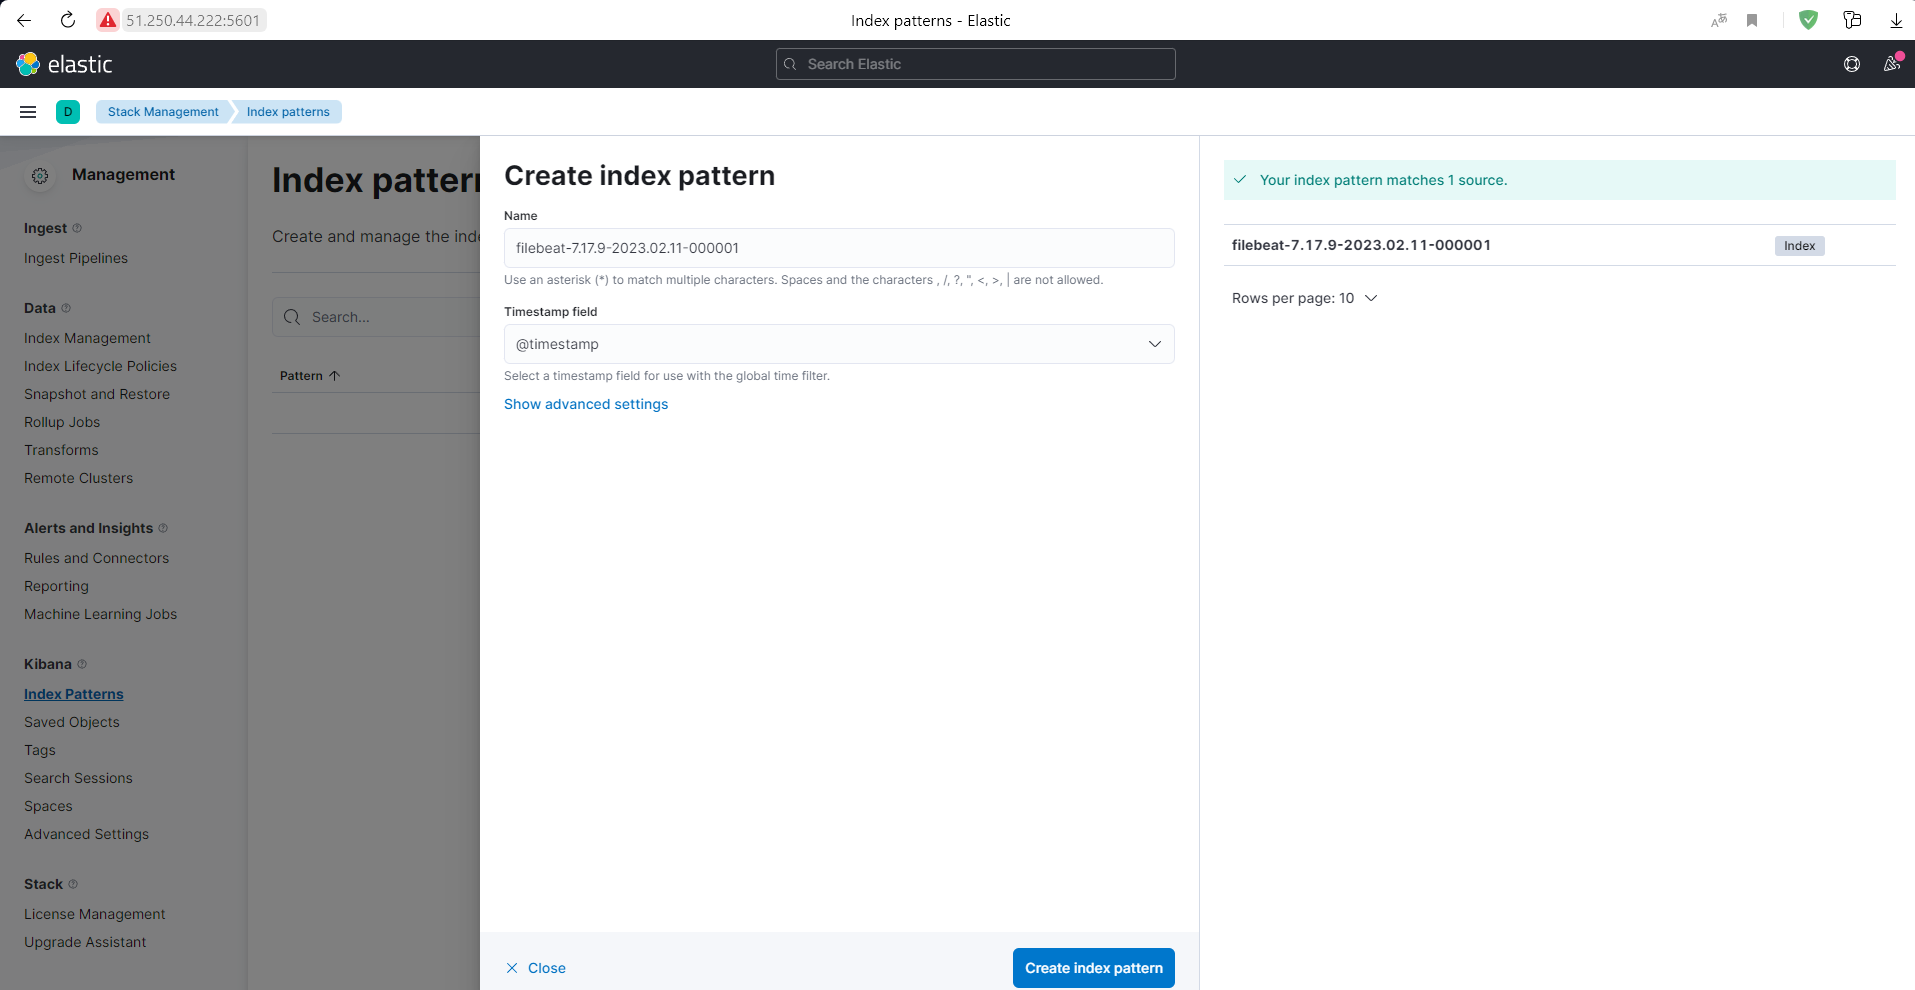 51.250.44.222:5601
Index patterns - Elastic
elastic
Search Elastic
D
Stack Management
Index patterns
Management
Ingest
Ingest Pipelines
Data
Index Management
Index Lifecycle Policies
Snapshot and Restore
Rollup Jobs
Transforms
Remote Clusters
Alerts and Insights
Rules and Connectors
Reporting
Machine Learning Jobs
Kibana
Index Patterns
Saved Objects
Tags
Search Sessions
Spaces
Advanced Settings
Stack
License Management
Upgrade Assistant
Index patter
Create and manage the ind
Search...
Pattern
Create index pattern
Name
filebeat-7.17.9-2023.02.11-000001
Use an asterisk (*) to match multiple characters. Spaces and the characters , /, ?, ", <, >, | are not allowed.
Timestamp field
@timestamp
Select a timestamp field for use with the global time filter.
Show advanced settings
Close
Create index pattern
Your index pattern matches 1 source.
filebeat-7.17.9-2023.02.11-000001
Index
Rows per page: 10